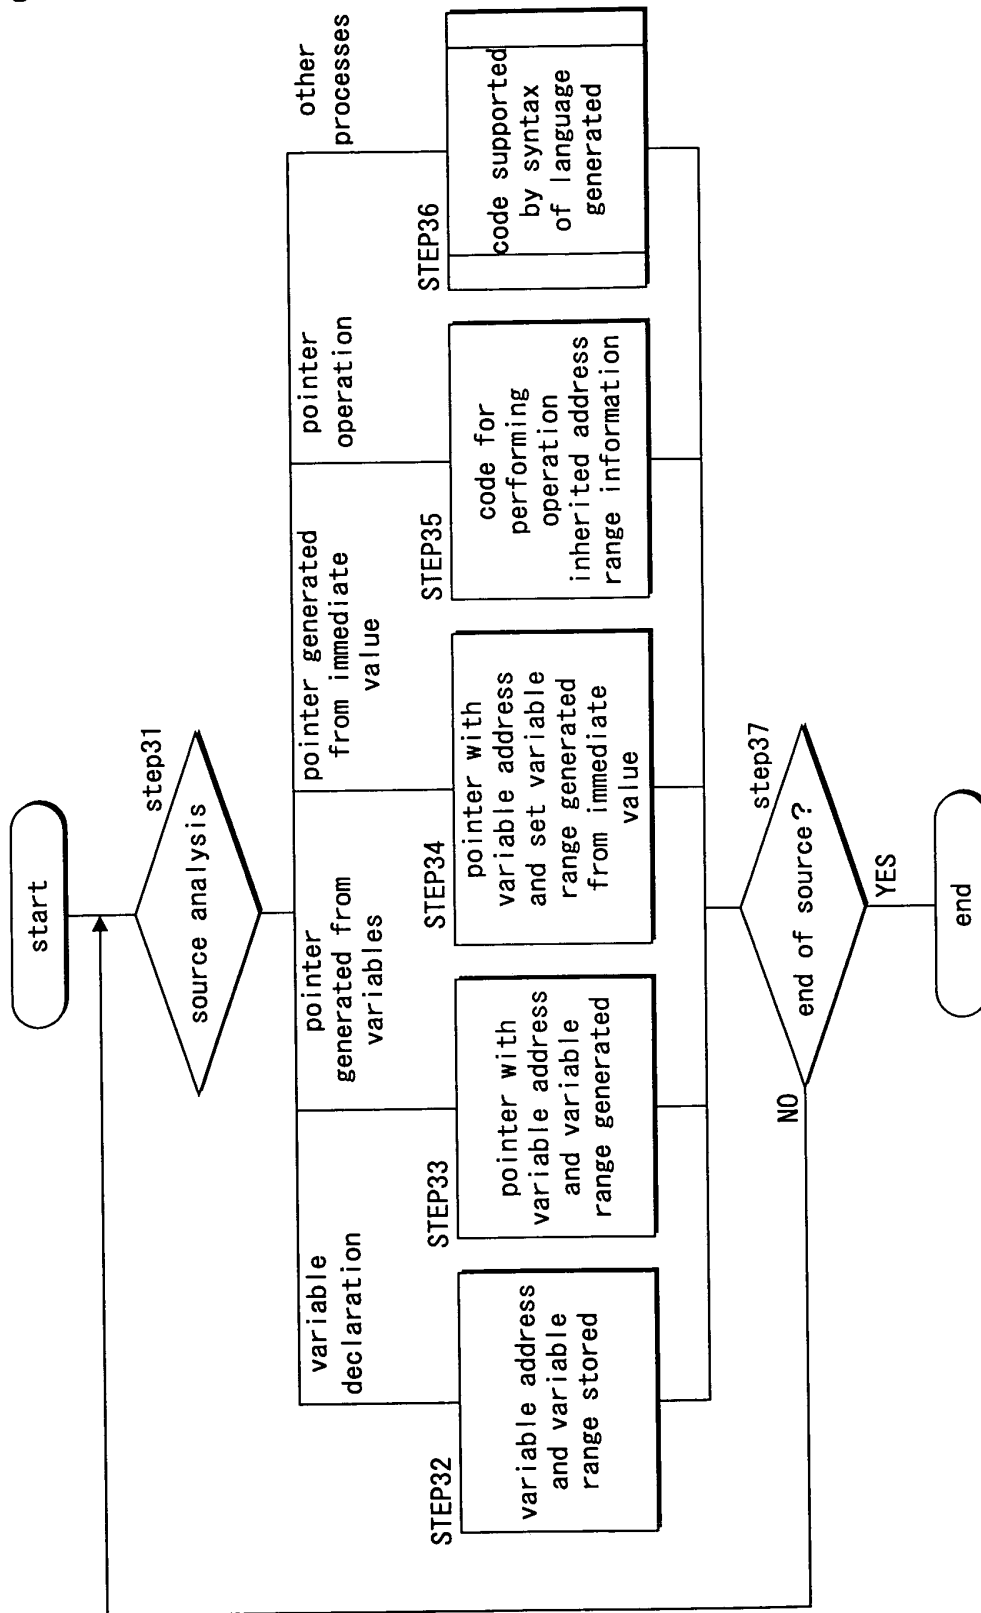 start
step31
source analysis
variable
declaration
pointer
generated from
variables
pointer generated
from immediate
value
pointer
operation
other
processes
STEP32
variable address
and variable
range stored
STEP33
pointer with
variable address
and variable
range generated
STEP34
pointer with
variable address
and set variable
range generated
from immediate
value
STEP35
code for
performing
operation
inherited address
range information
STEP36
code supported
by syntax
of language
generated
step37
end of source?
NO
YES
end